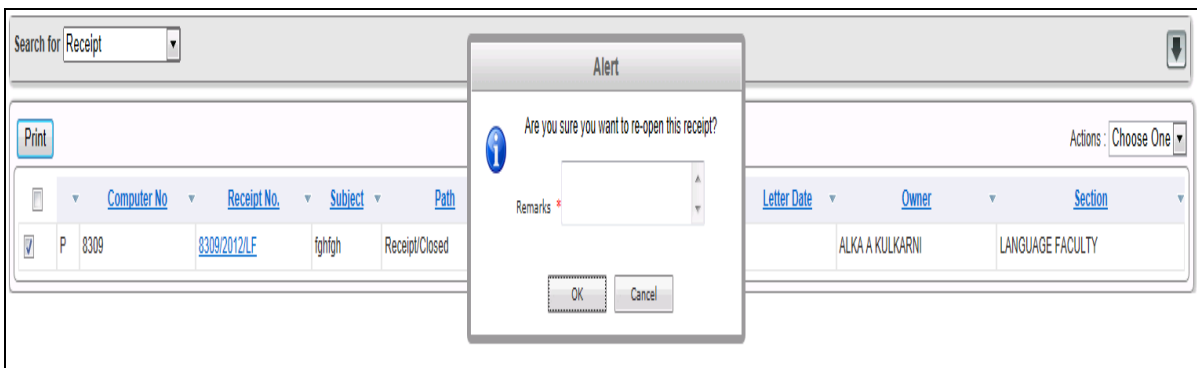 Search for Receipt
Alert
Are you sure you want to re-open this receipt?
Print
Actions : Choose One
Remarks *
Computer No Receipt No. Subject Path Letter Date Owner Section
P 8309 8309/2012/LF fghfgh Receipt/Closed ALKA A KULKARNI LANGUAGE FACULTY
OK Cancel